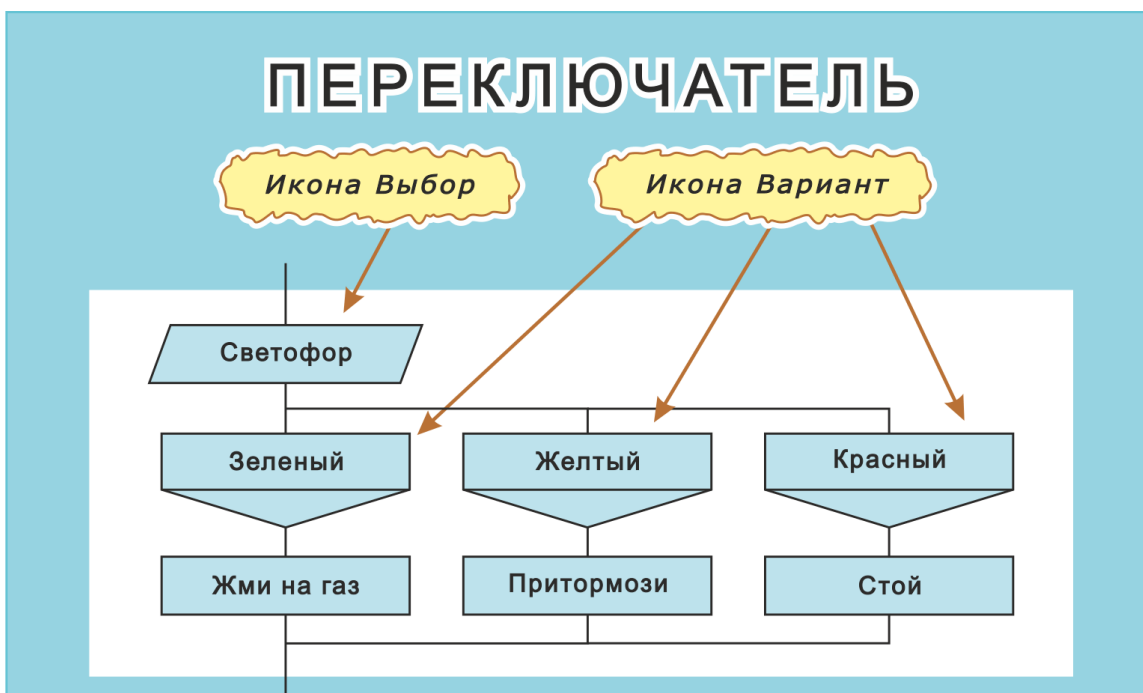 ПЕРЕКЛЮЧАТЕЛЬ
Икона Выбор
Икона Вариант
Светофор
Зеленый
Желтый
Красный
Жми на газ
Притормози
Стой